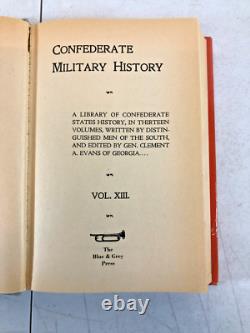 CONFEDERATE
MILITARY HISTORY
A LIBRARY OF CONFEDERATE
STATES HISTORY, IN THIRTEEN
VOLUMES, WRITTEN BY DISTIN-
GUISHED MEN OF THE SOUTH,
AND EDITED BY GEN. CLEMENT
A. EVANS OF GEORGIA....
VOL. XIII.
The
Blue & Grey
Press